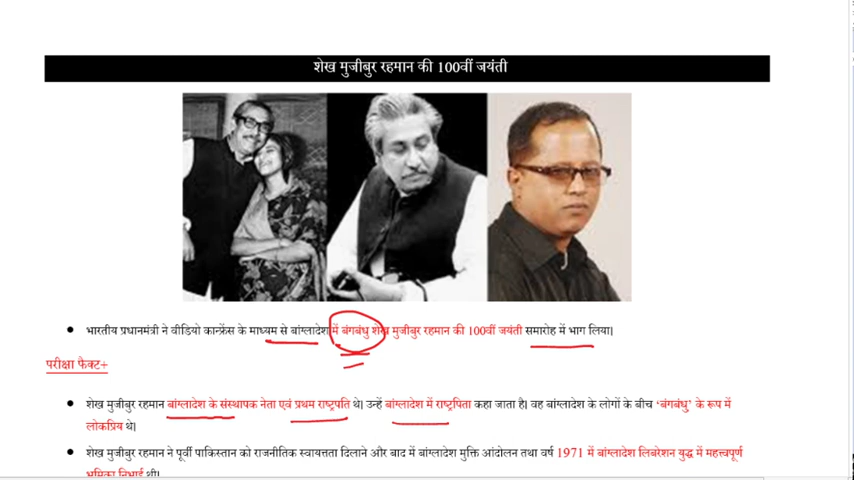 शेख मुजीबुर रहमान की 100वीं जयंती
भारतीय प्रधानमंत्री ने वीडियो कान्फ्रेंस के माध्यम से बांग्लादेश में बंगबंधु शेख मुजीबुर रहमान की 100वीं जयंती समारोह में भाग लिया।
परीक्षा फैक्ट+
शेख मुजीबुर रहमान बांग्लादेश के संस्थापक नेता एवं प्रथम राष्ट्रपति थे। उन्हें बांग्लादेश में राष्ट्रपिता कहा जाता है। वह बांग्लादेश के लोगों के बीच ‘बंगबंधु’ के रूप में
लोकप्रिय थे।
शेख मुजीबुर रहमान ने पूर्वी पाकिस्तान को राजनीतिक स्वायत्तता दिलाने और बाद में बांग्लादेश मुक्ति आंदोलन तथा वर्ष 1971 में बांग्लादेश लिबरेशन युद्ध में महत्त्वपूर्ण
भूमिका निभाई थी।